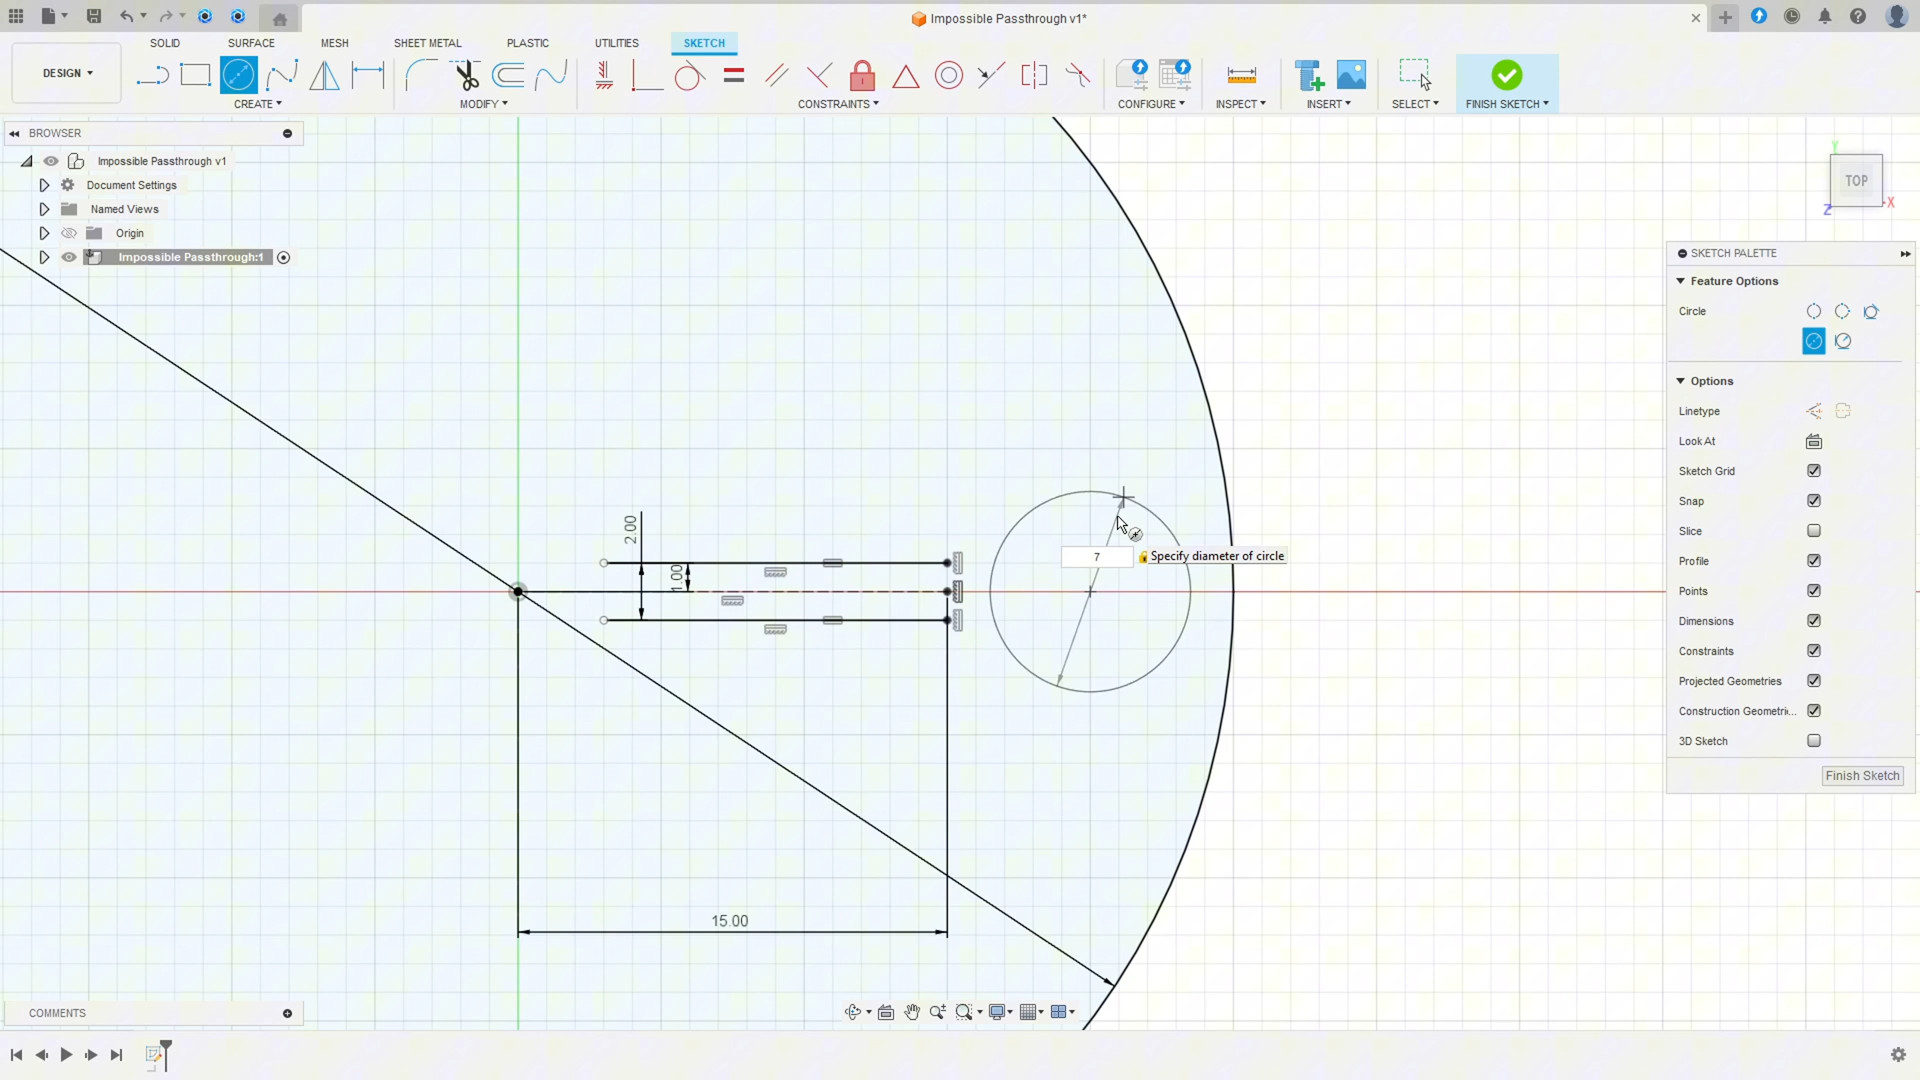 Impossible Passthrough v1*
SOLID
SURFACE
MESH
SHEET METAL
PLASTIC
UTILITIES
SKETCH
DESIGN
CREATE
MODIFY
CONSTRAINTS
CONFIGURE
INSPECT
INSERT
SELECT
FINISH SKETCH
BROWSER
Impossible Passthrough v1
Document Settings
Named Views
Origin
Impossible Passthrough:1
Y
TOP
X
Z
SKETCH PALETTE
Feature Options
Circle
Options
Linetype
Look At
Sketch Grid
Snap
Slice
Profile
Points
Dimensions
Constraints
Projected Geometries
Construction Geometri...
3D Sketch
Finish Sketch
2.00
1.00
7
Specify diameter of circle
15.00
COMMENTS